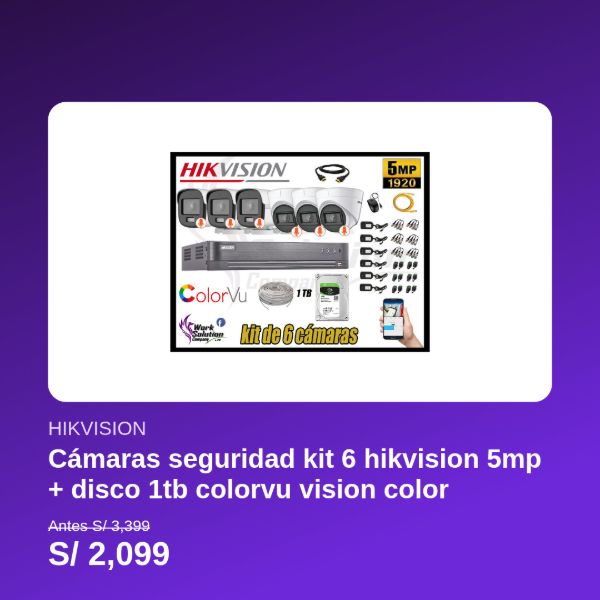 HIKVISION
5MP
1920
ColorVu
1 TB
Work
Solution
Company
kit de 6 cámaras
HIKVISION
Cámaras seguridad kit 6 hikvision 5mp
+ disco 1tb colorvu vision color
Antes S/ 3,399
S/ 2,099